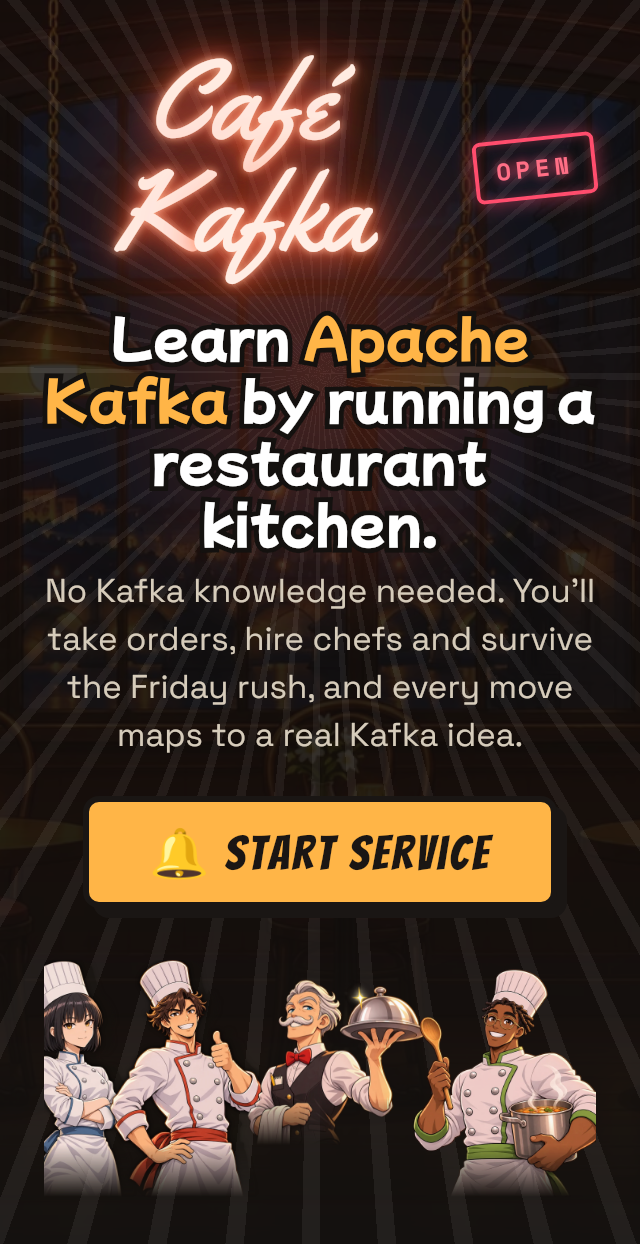 Café
Kafka
OPEN
Learn Apache
Kafka by running a
restaurant
kitchen.
No Kafka knowledge needed. You’ll
take orders, hire chefs and survive
the Friday rush, and every move
maps to a real Kafka idea.
START SERVICE